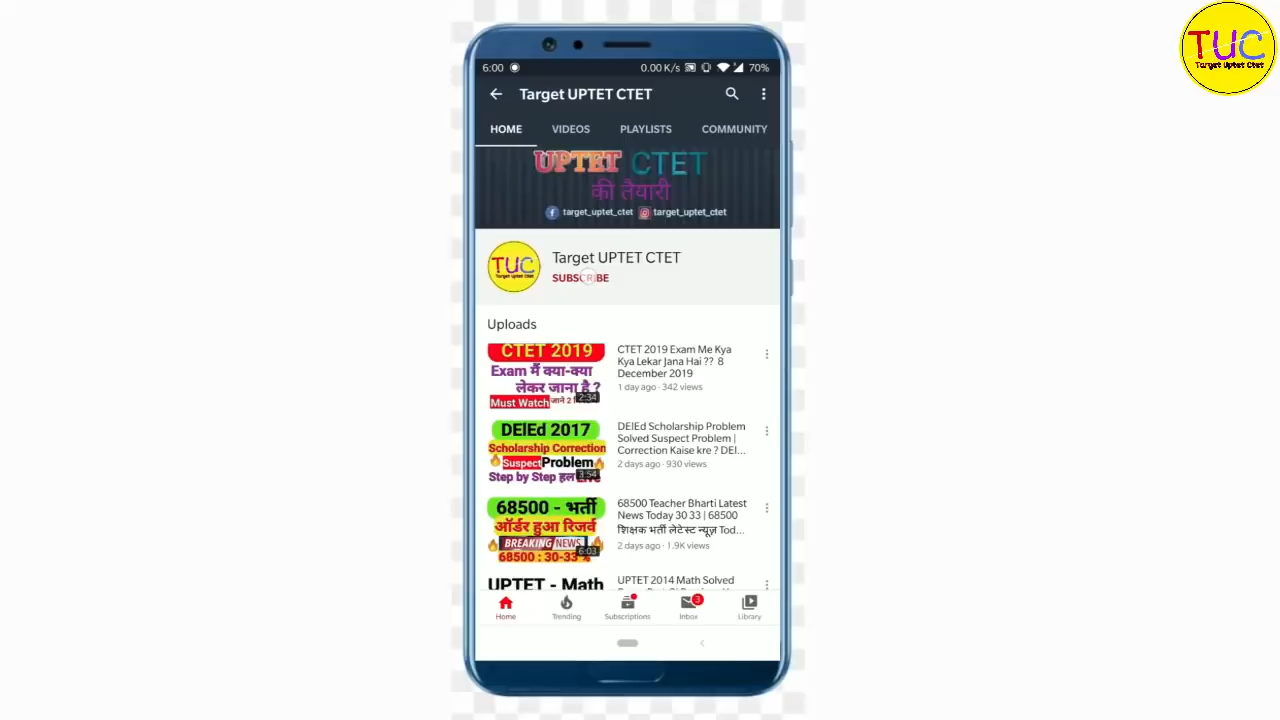 TUC
Target Uptet Ctet
6:00 0.00 K/s 70%
Target UPTET CTET
HOME VIDEOS PLAYLISTS COMMUNITY
UPTET CTET
की तैयारी
target_uptet_ctet target_uptet_ctet
TUC
Target Uptet Ctet
Target UPTET CTET
SUBSCRIBE
Uploads
CTET 2019
Exam मैं क्या-क्या
लेकर जाना है ?
Must Watch जाने 2
2:34
CTET 2019 Exam Me Kya
Kya Lekar Jana Hai ?? 8
December 2019
1 day ago · 342 views
DElEd 2017
Scholarship Correction
Suspect Problem
Step by Step हल
3:54
DElEd Scholarship Problem
Solved Suspect Problem |
Correction Kaise kre ? DEl...
2 days ago · 930 views
68500 - भर्ती
ऑर्डर हुआ रिजर्व
BREAKING NEWS
68500 : 30-33 %
6:03
68500 Teacher Bharti Latest
News Today 30 33 | 68500
शिक्षक भर्ती लेटेस्ट न्यूज़ Tod...
2 days ago · 1.9K views
UPTET - Math
UPTET 2014 Math Solved
Home Trending Subscriptions Inbox 3 Library